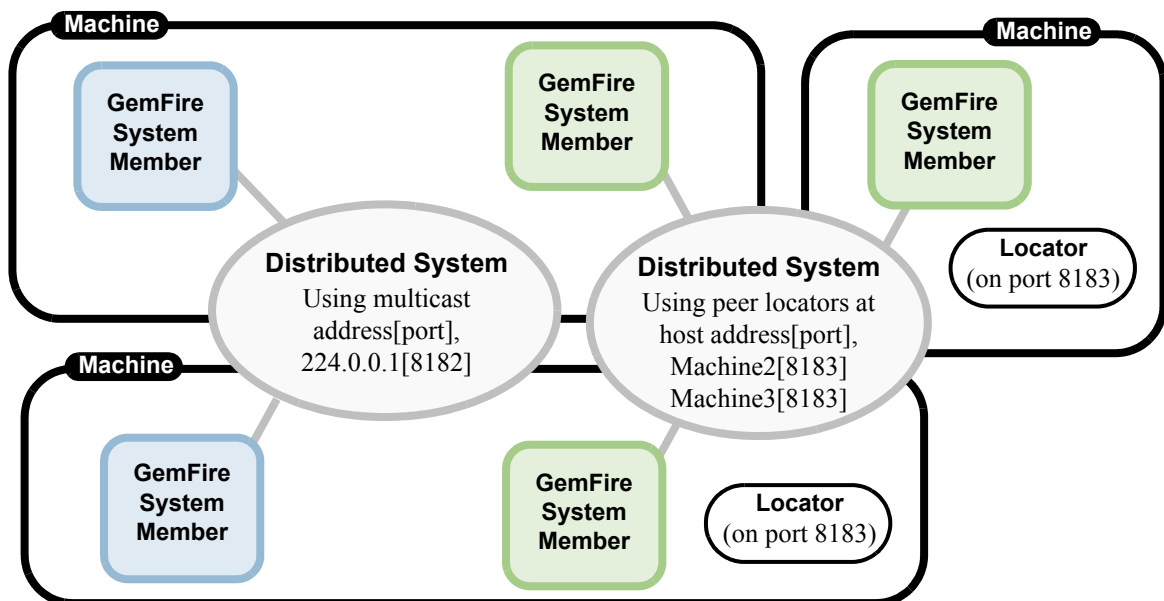 Machine
GemFire
System
Member
GemFire
System
Member
Machine
GemFire
System
Member
Locator
(on port 8183)
Distributed System
Using multicast
address[port],
224.0.0.1[8182]
Distributed System
Using peer locators at
host address[port],
Machine2[8183]
Machine3[8183]
Machine
GemFire
System
Member
GemFire
System
Member
Locator
(on port 8183)